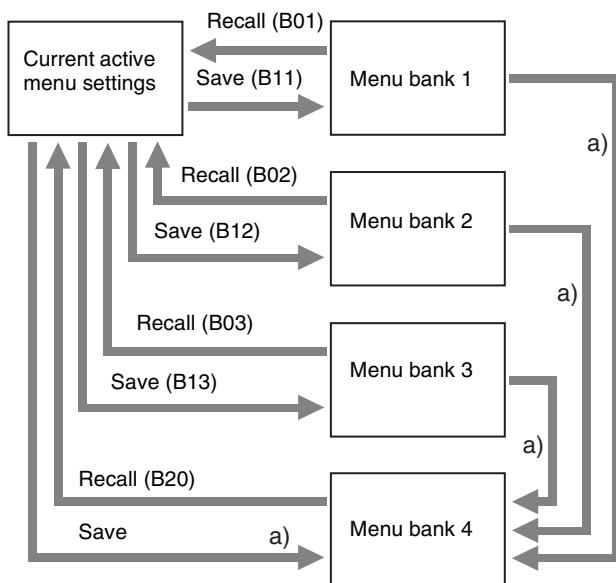 Recall (B01)
Current active
menu settings
Menu bank 1
Save (B11)
a)
Recall (B02)
Menu bank 2
Save (B12)
a)
Recall (B03)
Menu bank 3
Save (B13)
a)
Recall (B20)
Menu bank 4
Save
a)